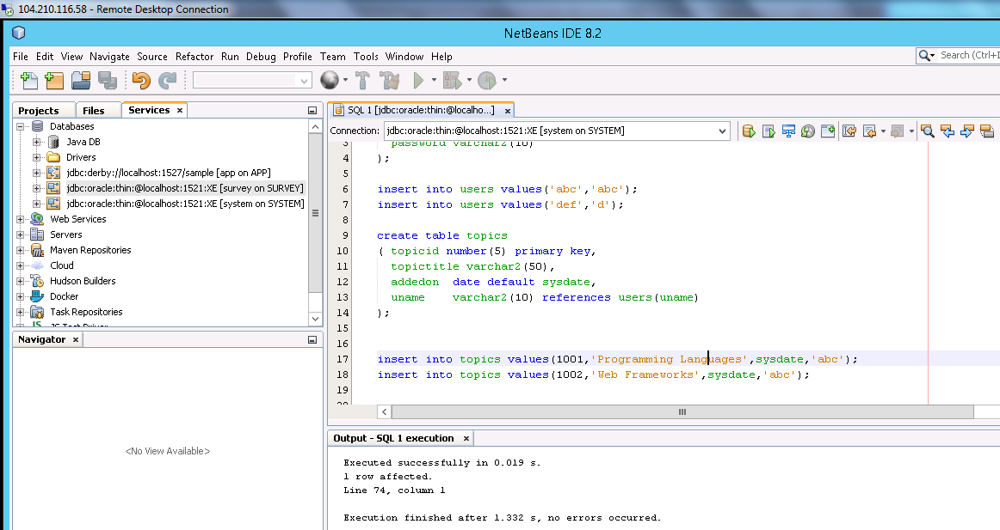 104.210.116.58 - Remote Desktop Connection
NetBeans IDE 8.2
File Edit View Navigate Source Refactor Run Debug Profile Team Tools Window Help
Search (Ctrl+I
Projects Files Services
Databases
Java DB
Drivers
jdbc:derby://localhost:1527/sample [app on APP]
jdbc:oracle:thin:@localhost:1521:XE [survey on SURVEY]
jdbc:oracle:thin:@localhost:1521:XE [system on SYSTEM]
Web Services
Servers
Maven Repositories
Cloud
Hudson Builders
Docker
Task Repositories
JS Test Driver
Navigator
<No View Available>
SQL 1 [jdbc:oracle:thin:@localho...]
Connection: jdbc:oracle:thin:@localhost:1521:XE [system on SYSTEM]
3 password varchar2(10)
4 );
5
6 insert into users values('abc','abc');
7 insert into users values('def','d');
8
9 create table topics
10 ( topicid number(5) primary key,
11 topictitle varchar2(50),
12 addedon date default sysdate,
13 uname varchar2(10) references users(uname)
14 );
15
16
17 insert into topics values(1001,'Programming Languages',sysdate,'abc');
18 insert into topics values(1002,'Web Frameworks',sysdate,'abc');
19
20
Output - SQL 1 execution
Executed successfully in 0.019 s.
1 row affected.
Line 74, column 1
Execution finished after 1.332 s, no errors occurred.